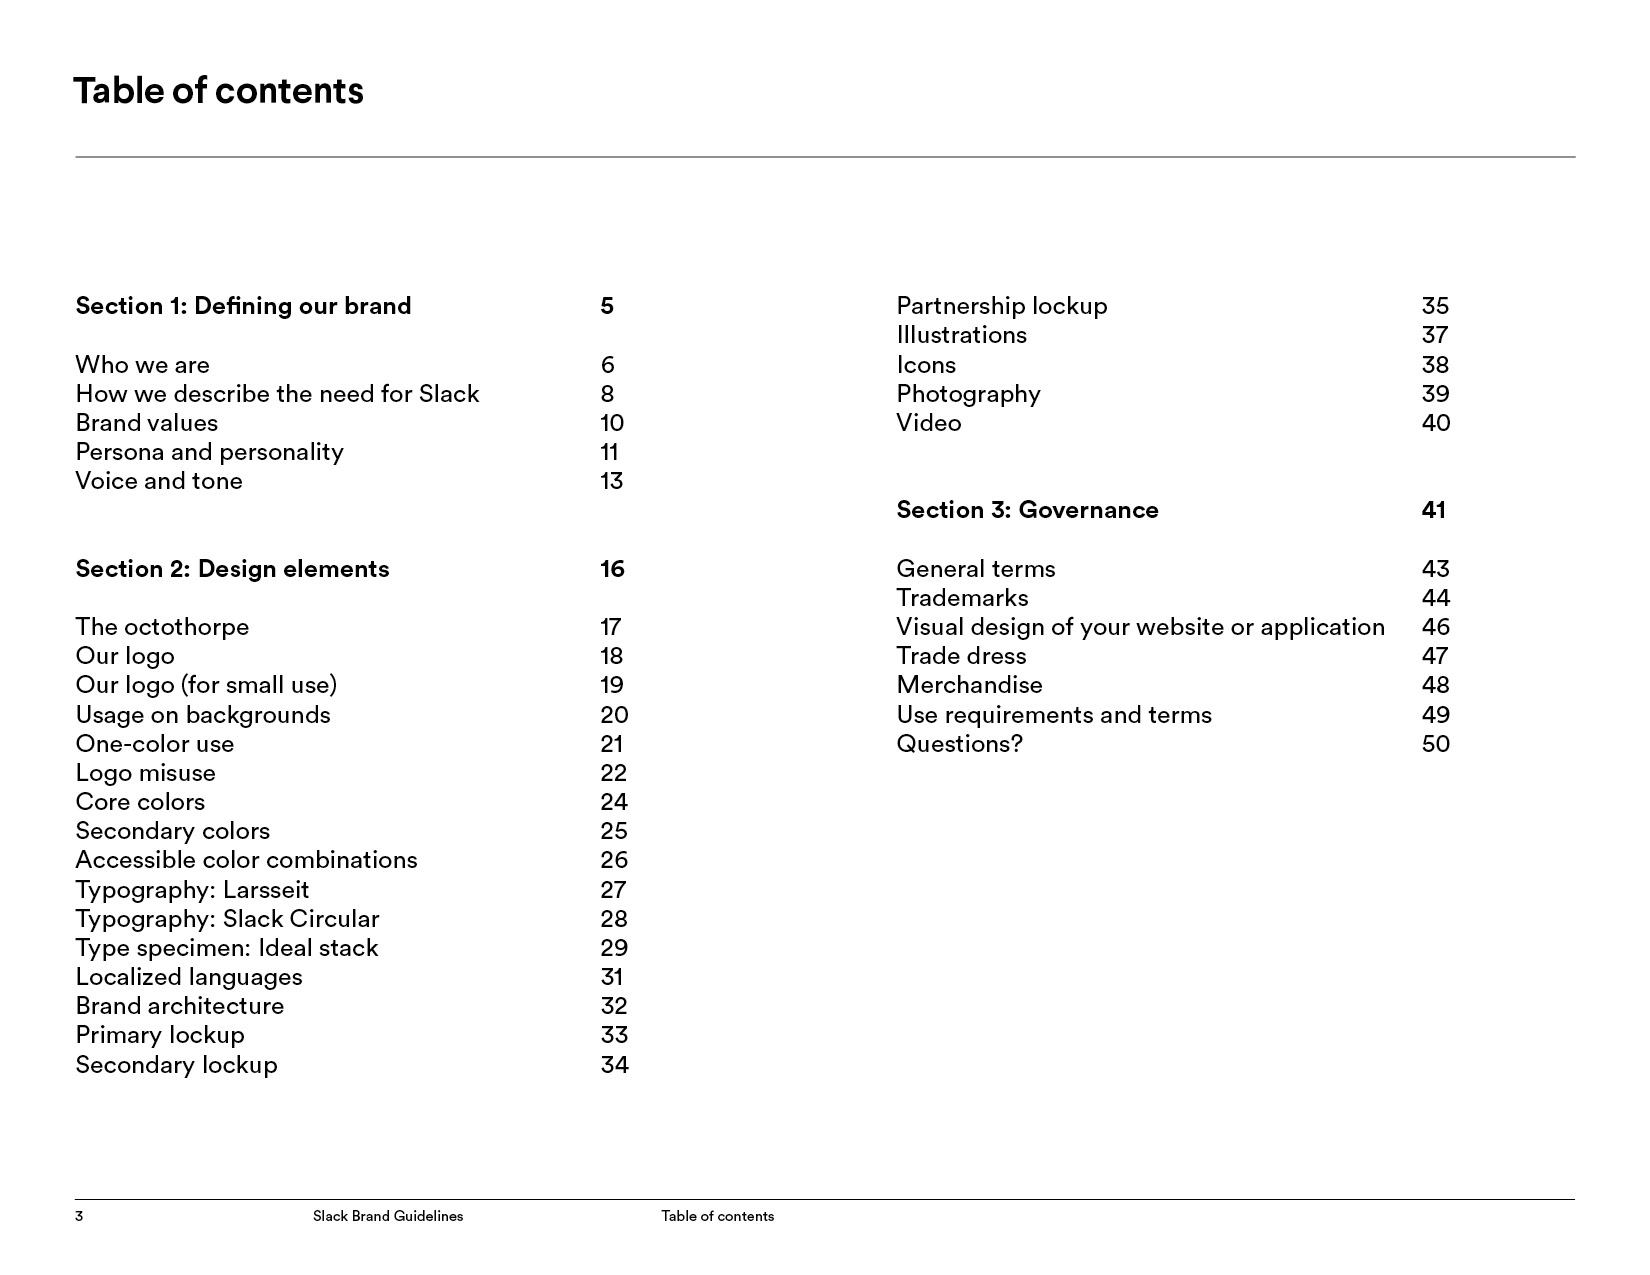 Table of contents
Section 1: Defining our brand 5
Who we are 6
How we describe the need for Slack 8
Brand values 10
Persona and personality 11
Voice and tone 13
Section 2: Design elements 16
The octothorpe 17
Our logo 18
Our logo (for small use) 19
Usage on backgrounds 20
One-color use 21
Logo misuse 22
Core colors 24
Secondary colors 25
Accessible color combinations 26
Typography: Larsseit 27
Typography: Slack Circular 28
Type specimen: Ideal stack 29
Localized languages 31
Brand architecture 32
Primary lockup 33
Secondary lockup 34
Partnership lockup 35
Illustrations 37
Icons 38
Photography 39
Video 40
Section 3: Governance 41
General terms 43
Trademarks 44
Visual design of your website or application 46
Trade dress 47
Merchandise 48
Use requirements and terms 49
Questions? 50
3 Slack Brand Guidelines Table of contents